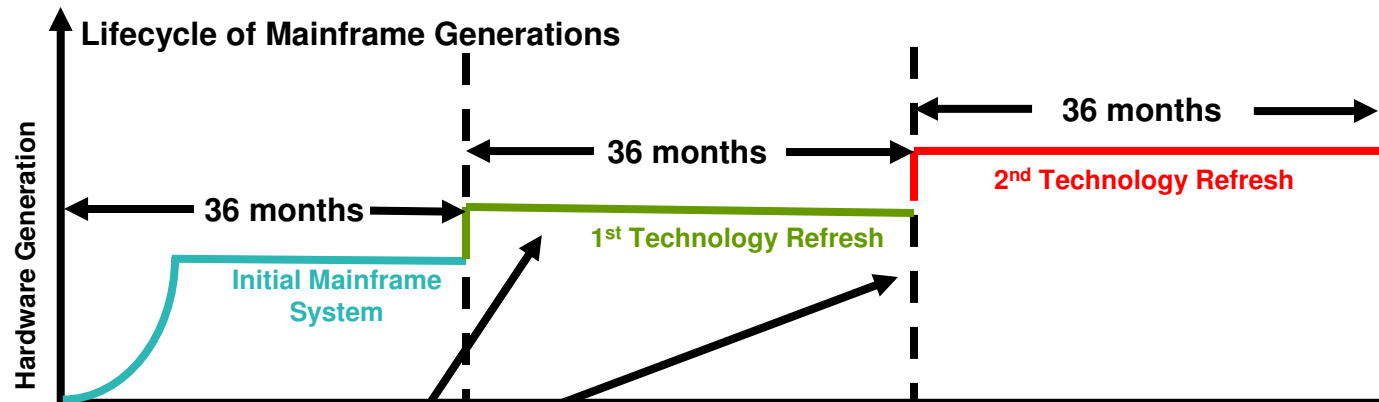 Lifecycle of Mainframe Generations
Hardware Generation
36 months
Initial Mainframe
System
36 months
1st Technology Refresh
36 months
2nd Technology Refresh